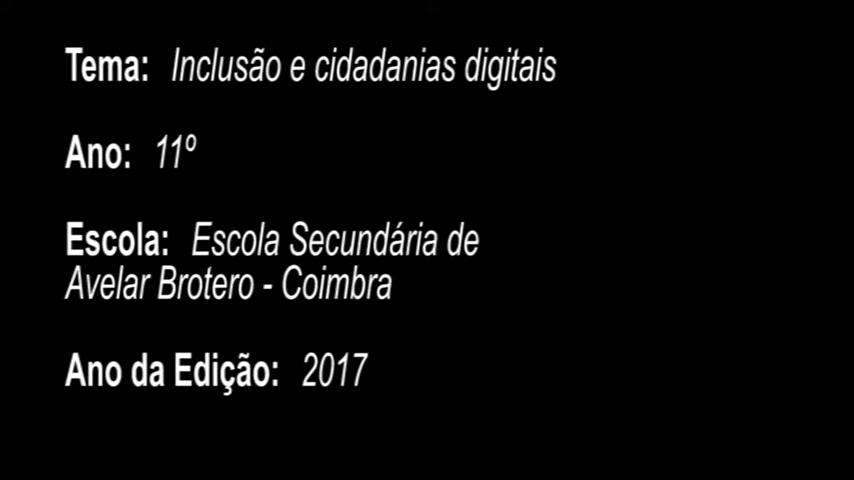 Tema: Inclusão e cidadanias digitais
Ano: 11º
Escola: Escola Secundária de
Avelar Brotero - Coimbra
Ano da Edição: 2017